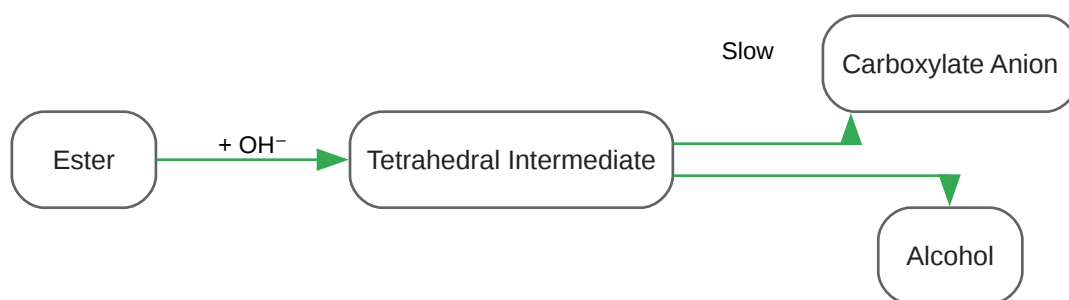 Ester
+ OH⁻
Tetrahedral Intermediate
Slow
Carboxylate Anion
Alcohol